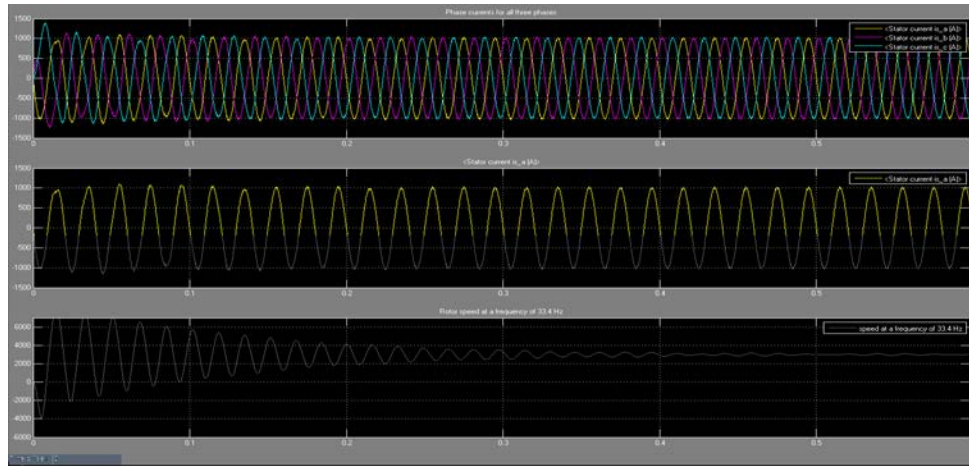 Phase currents for all three phases
1500
1000
500
0
-500
-1000
-1500
<Stator current is_a (A)>
<Stator current is_b (A)>
<Stator current is_c (A)>
0 0.1 0.2 0.3 0.4 0.5
<Stator current is_a (A)>
1500
1000
500
0
-500
-1000
-1500
<Stator current is_a (A)>
0 0.1 0.2 0.3 0.4 0.5
Rotor speed at a frequency of 33.4 Hz
6000
4000
2000
0
-2000
-4000
-6000
speed at a frequency of 33.4 Hz
0 0.1 0.2 0.3 0.4 0.5